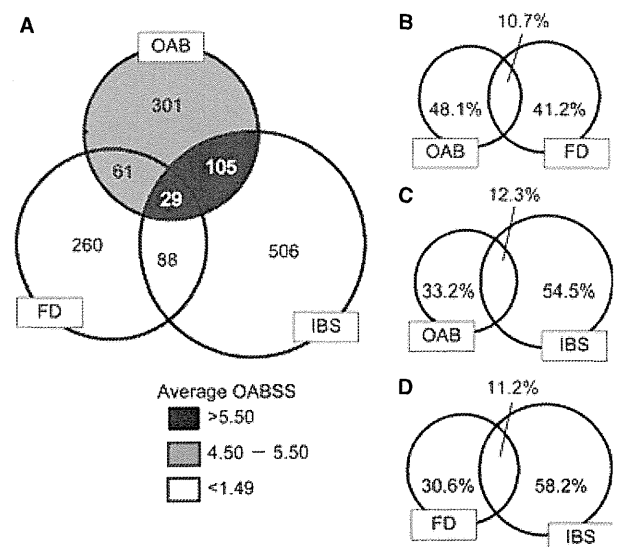 A
OAB
301
61
105
29
260
88
506
FD
IBS
Average OABSS
>5.50
4.50 – 5.50
<1.49
B
10.7%
48.1%
41.2%
OAB
FD
C
12.3%
33.2%
54.5%
OAB
IBS
D
11.2%
30.6%
58.2%
FD
IBS